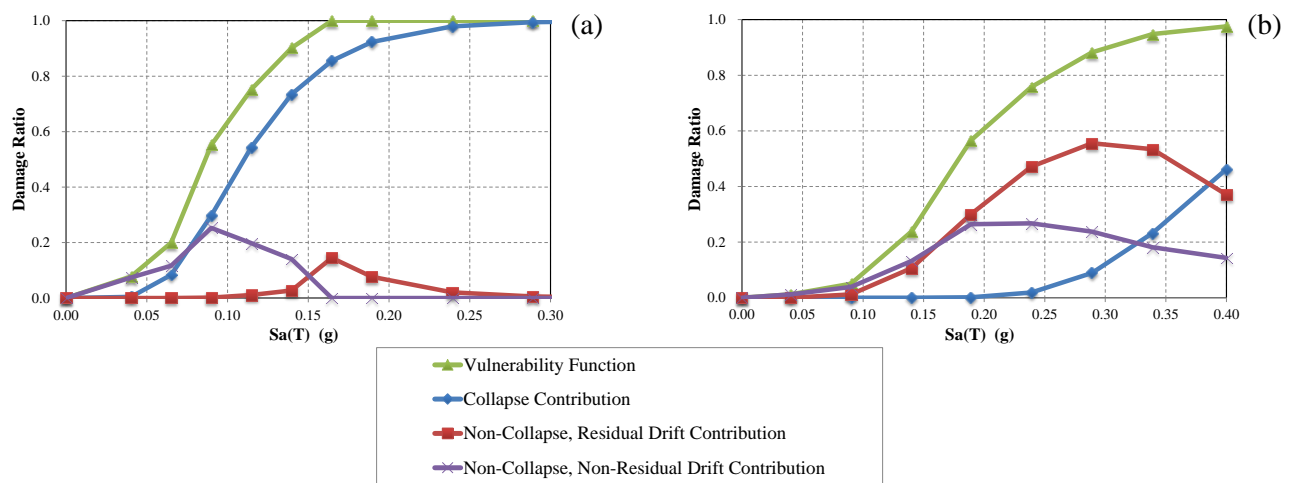 (a)
1.0
0.8
0.6
0.4
0.2
0.0
Damage Ratio
0.00 0.05 0.10 0.15 0.20 0.25 0.30
Sa(T) (g)
(b)
1.0
0.8
0.6
0.4
0.2
0.0
Damage Ratio
0.00 0.05 0.10 0.15 0.20 0.25 0.30 0.35 0.40
Sa(T) (g)
Vulnerability Function
Collapse Contribution
Non-Collapse, Residual Drift Contribution
Non-Collapse, Non-Residual Drift Contribution